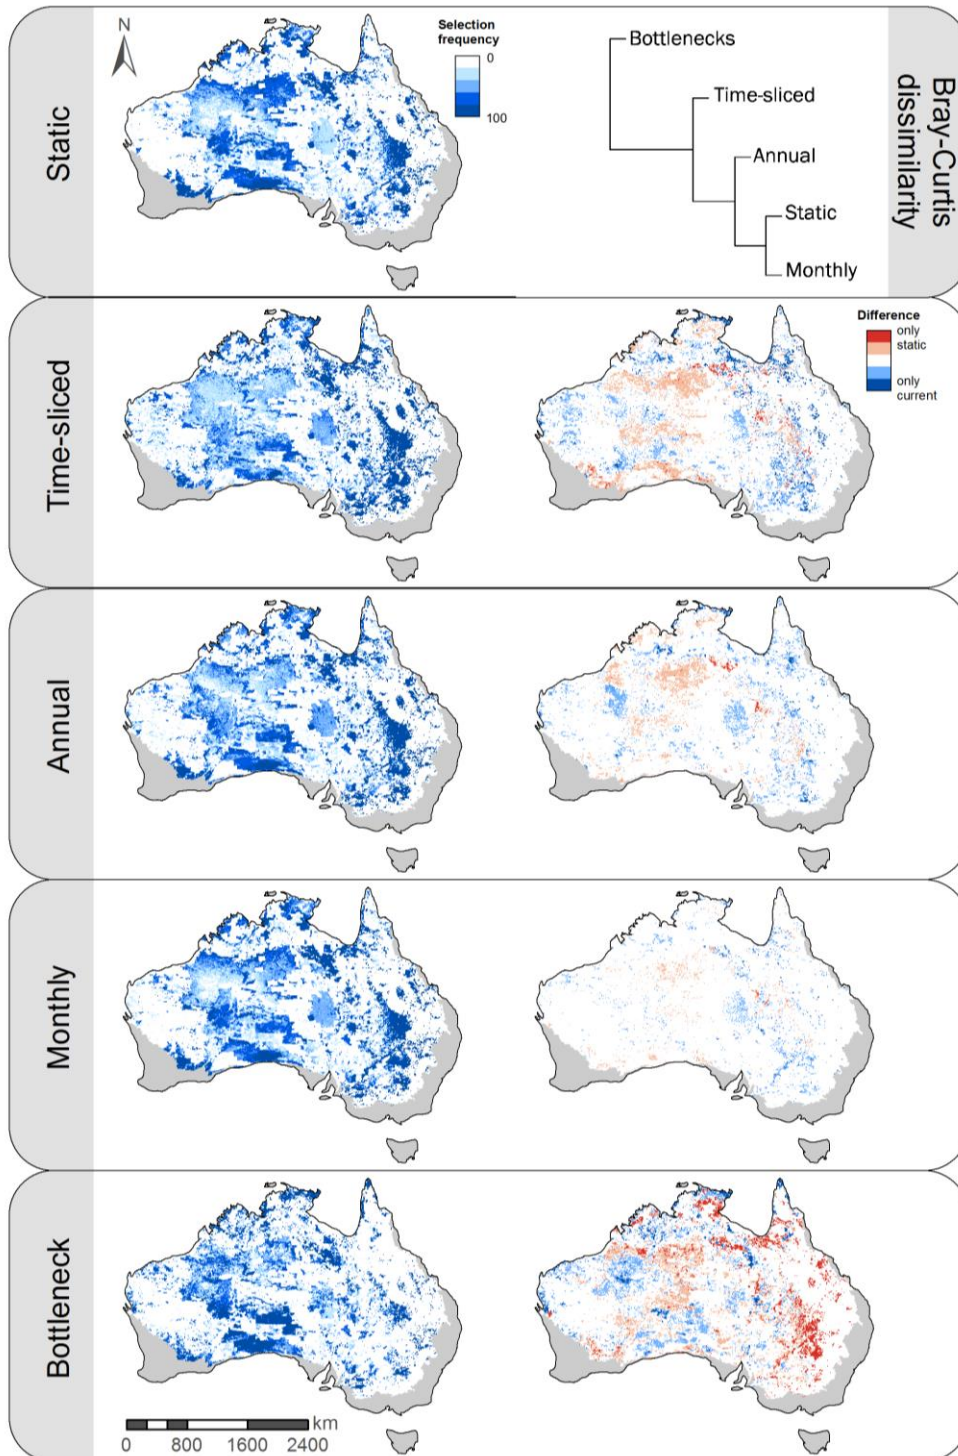 Static
N
Selection
frequency
0
100
Bottlenecks
Time-sliced
Annual
Static
Monthly
Bray-Curtis
dissimilarity
Time-sliced
Difference
only
static
only
current
Annual
Monthly
Bottleneck
km
0 800 1600 2400